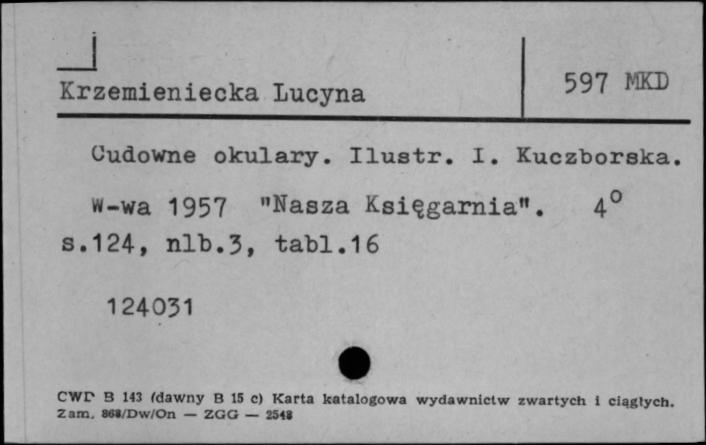 Krzemieniecka Lucyna
597 MKD
Cudowne okulary. Ilustr. I. Kuczborska.
W-wa 1957 "Nasza Księgarnia". 4°
s.124, nlb.3, tabl.16
124031
CWD B 143 (dawny B 15 c) Karta katalogowa wydawnictw zwartych i ciągłych.
Zam. 868/Dw/On — ZGG — 2548